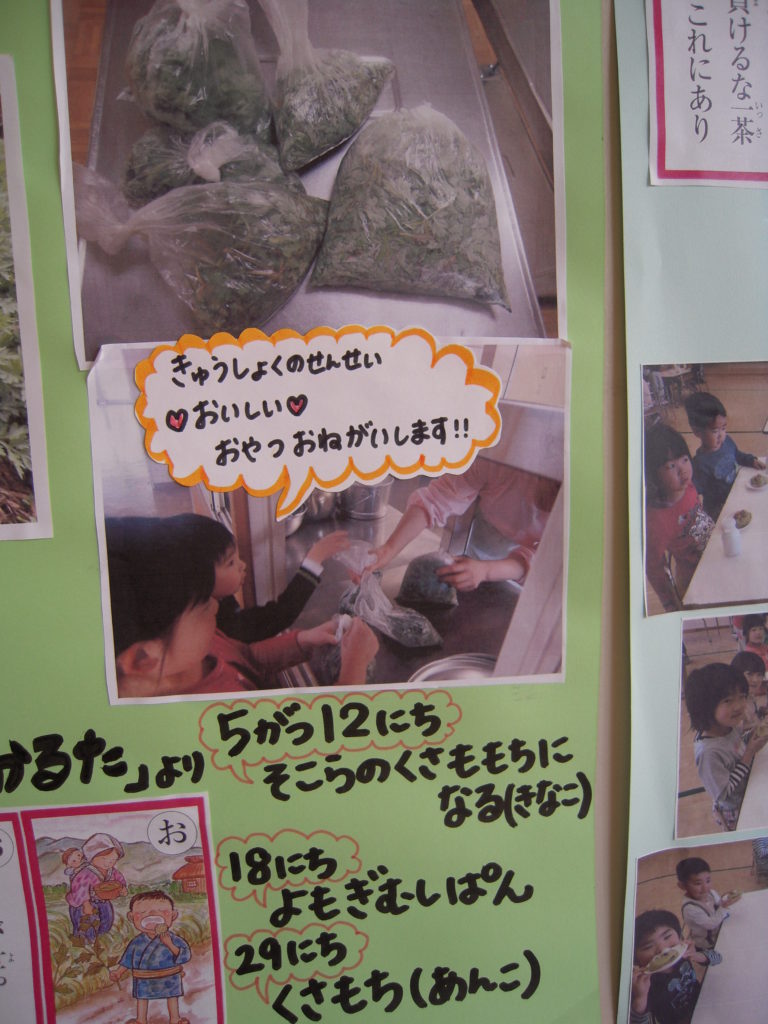 負けるな一茶
これにあり
きゅうしょくのせんせい
♥おいしい♥
おやつおねがいします!!
かるた」より
5がつ12にち
そこらのくさももちに
なる(きなこ)
18にち
よもぎむしぱん
29にち
くさもち(あんこ)
お